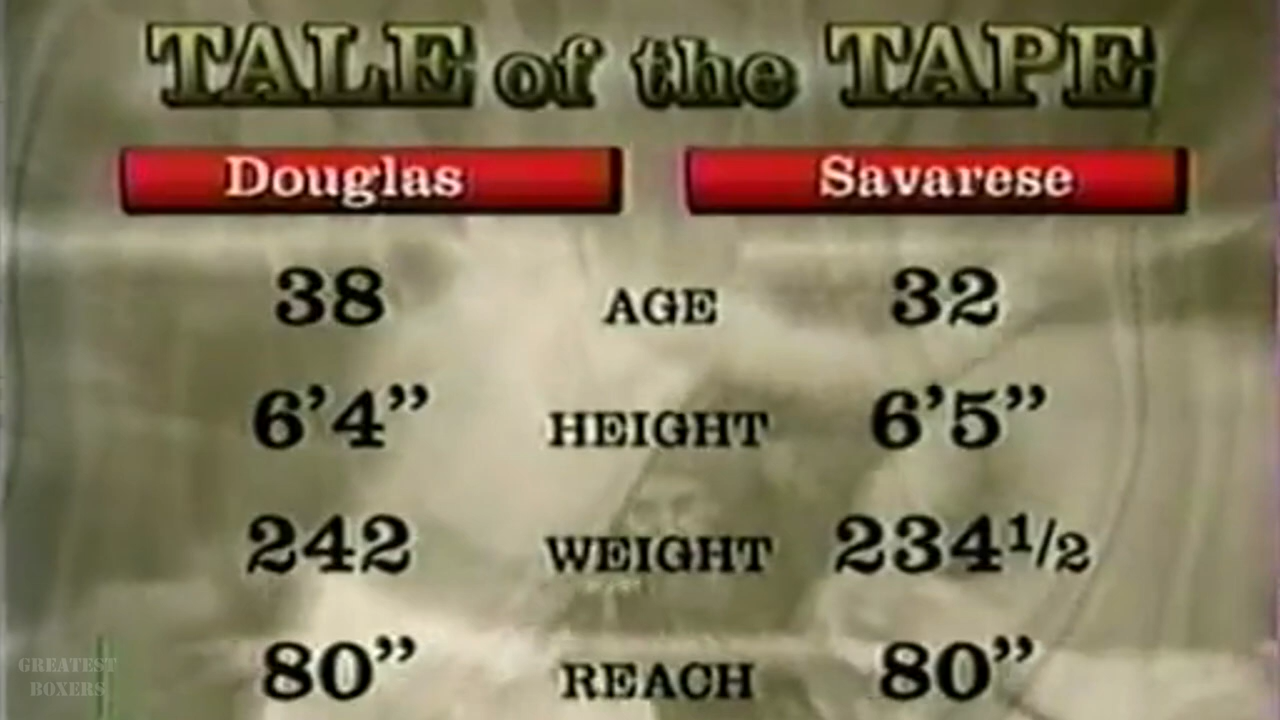 TALE of the TAPE
Douglas Savarese
38 AGE 32
6’4” HEIGHT 6’5”
242 WEIGHT 234 1/2
80” REACH 80”
GREATEST
BOXERS